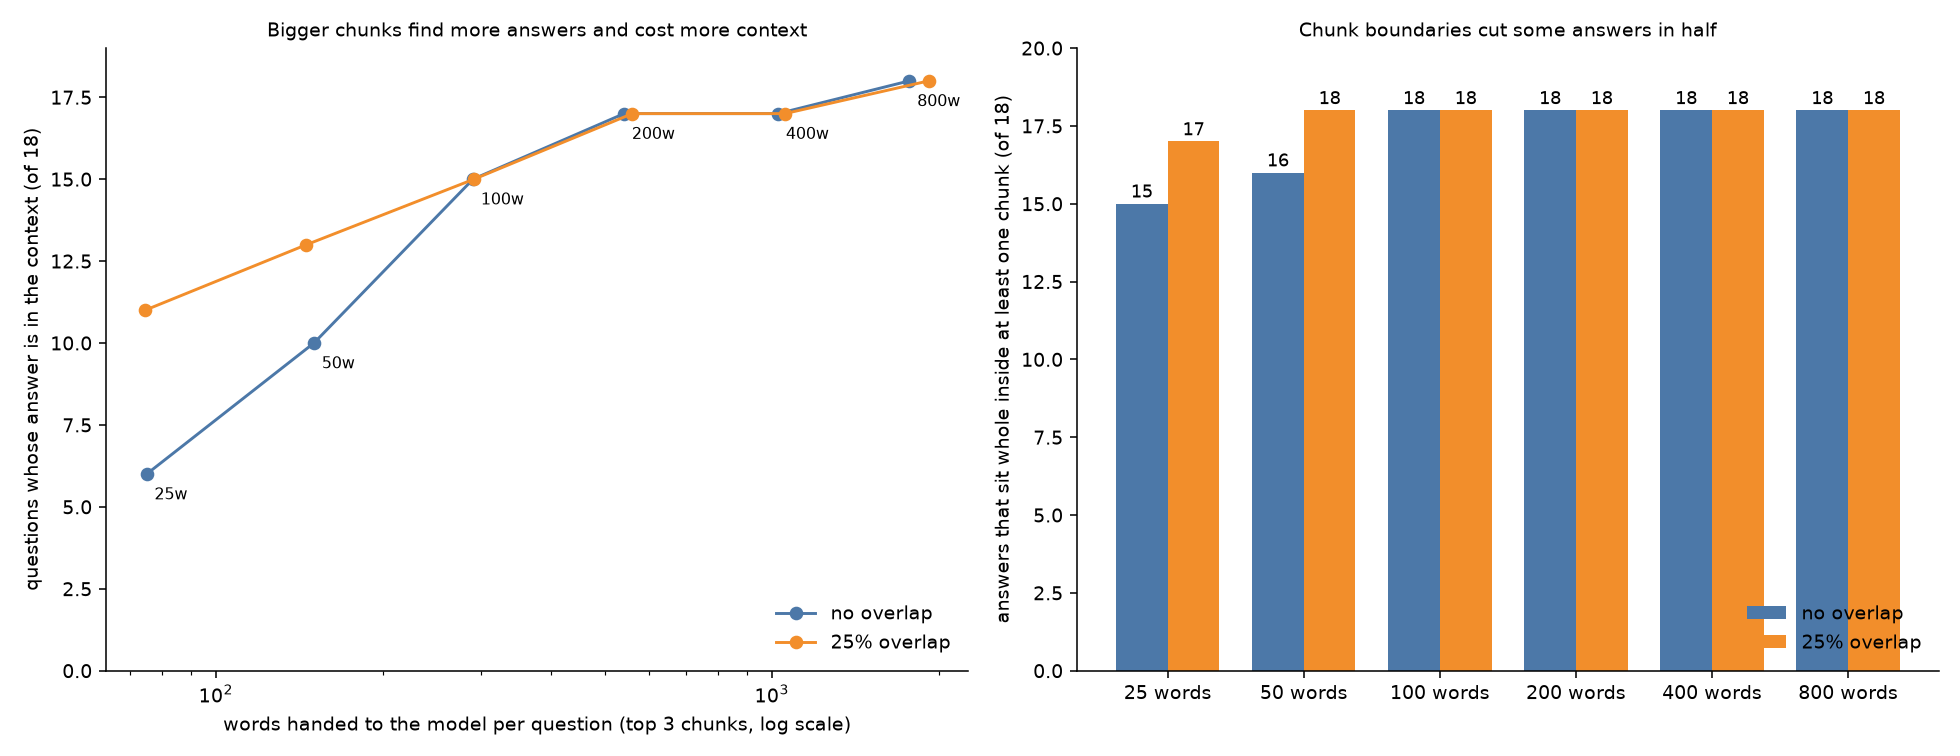 Bigger chunks find more answers and cost more context
questions whose answer is in the context (of 18)
17.5
15.0
12.5
10.0
7.5
5.0
2.5
0.0
25w
50w
100w
200w
400w
800w
no overlap
25% overlap
10²
10³
words handed to the model per question (top 3 chunks, log scale)
Chunk boundaries cut some answers in half
answers that sit whole inside at least one chunk (of 18)
20.0
17.5
15.0
12.5
10.0
7.5
5.0
2.5
0.0
15 17 16 18 18 18 18 18 18 18 18 18
no overlap
25% overlap
25 words 50 words 100 words 200 words 400 words 800 words